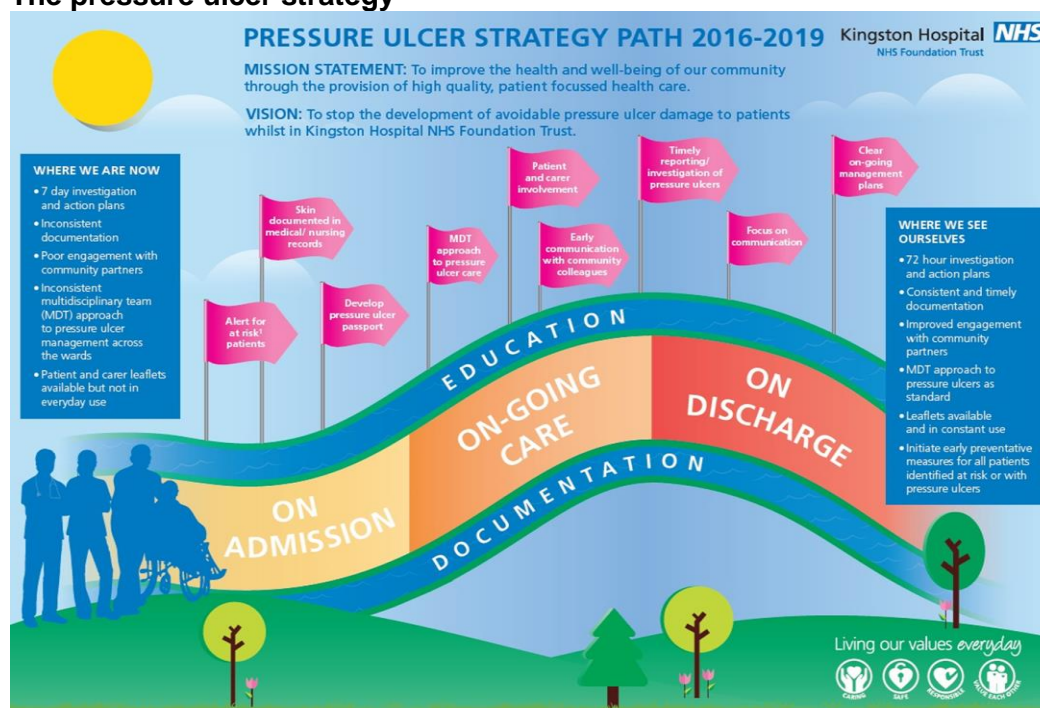 The pressure ulcer strategy
PRESSURE ULCER STRATEGY PATH 2016-2019
Kingston Hospital NHS
NHS Foundation Trust
MISSION STATEMENT: To improve the health and well-being of our community
through the provision of high quality, patient focussed health care.
VISION: To stop the development of avoidable pressure ulcer damage to patients
whilst in Kingston Hospital NHS Foundation Trust.
WHERE WE ARE NOW
• 7 day investigation
and action plans
• Inconsistent
documentation
• Poor engagement with
community partners
• Inconsistent
multidisciplinary team
(MDT) approach
to pressure ulcer
management across
the wards
• Patient and carer leaflets
available but not in
everyday use
Alert for
at risk¹
patients
Skin
documented in
medical/ nursing
records
Develop
pressure ulcer
passport
MDT
approach
to pressure
ulcer care
Patient
and carer
involvement
Early
communication
with community
colleagues
Timely
reporting/
investigation of
pressure ulcers
Focus on
communication
Clear
on-going
management
plans
WHERE WE SEE
OURSELVES
• 72 hour investigation
and action plans
• Consistent and timely
documentation
• Improved engagement
with community
partners
• MDT approach to
pressure ulcers as
standard
• Leaflets available
and in constant use
• Initiate early preventative
measures for all patients
identified at risk or with
pressure ulcers
EDUCATION
ON
ADMISSION
ON-GOING
CARE
ON
DISCHARGE
DOCUMENTATION
Living our values everyday
CARING
SAFE
RESPONSIBLE
VALUE EACH OTHER